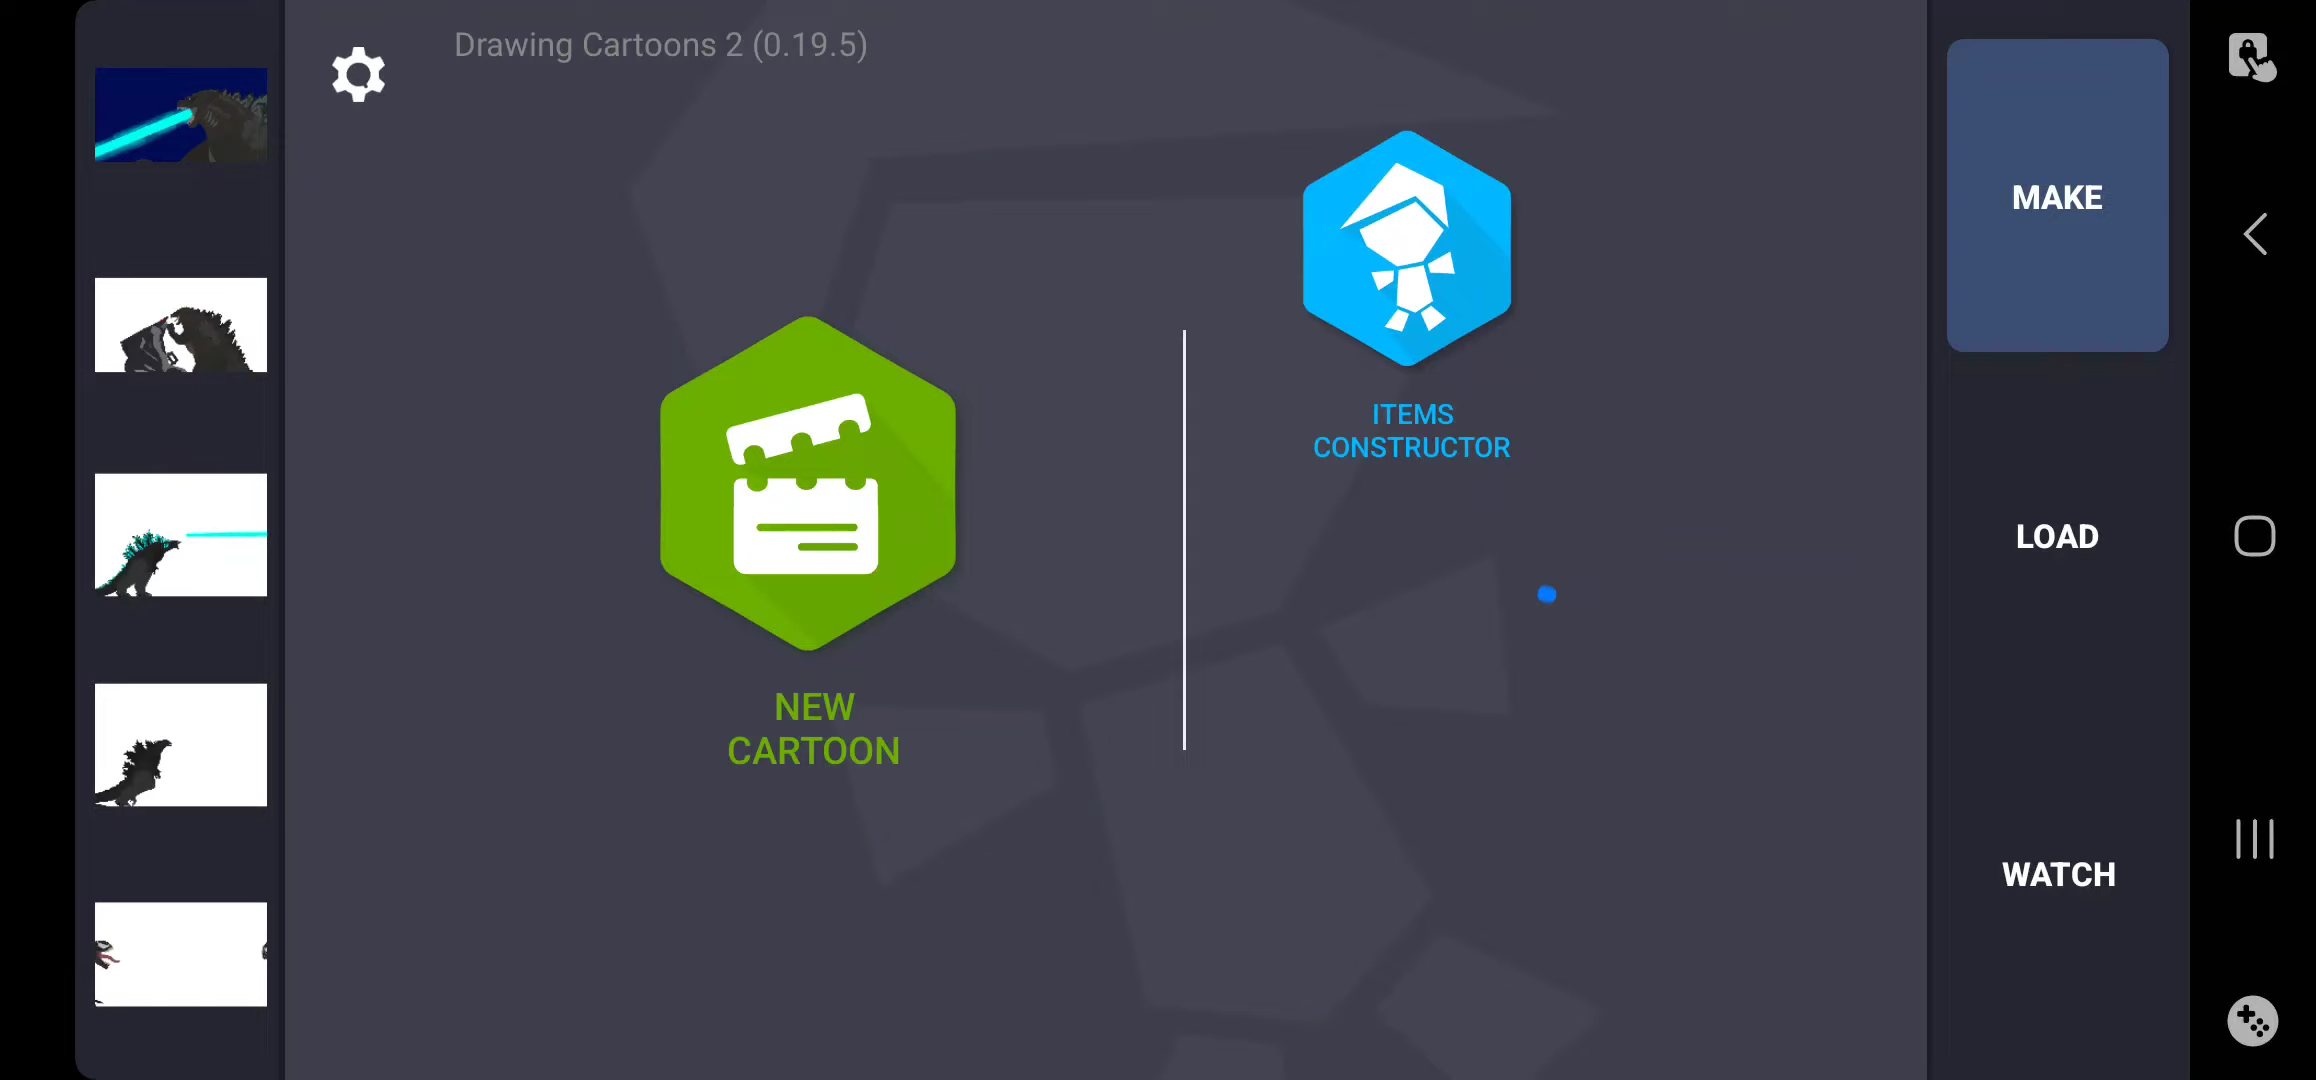 Drawing Cartoons 2 (0.19.5)
MAKE
ITEMS
CONSTRUCTOR
LOAD
NEW
CARTOON
WATCH